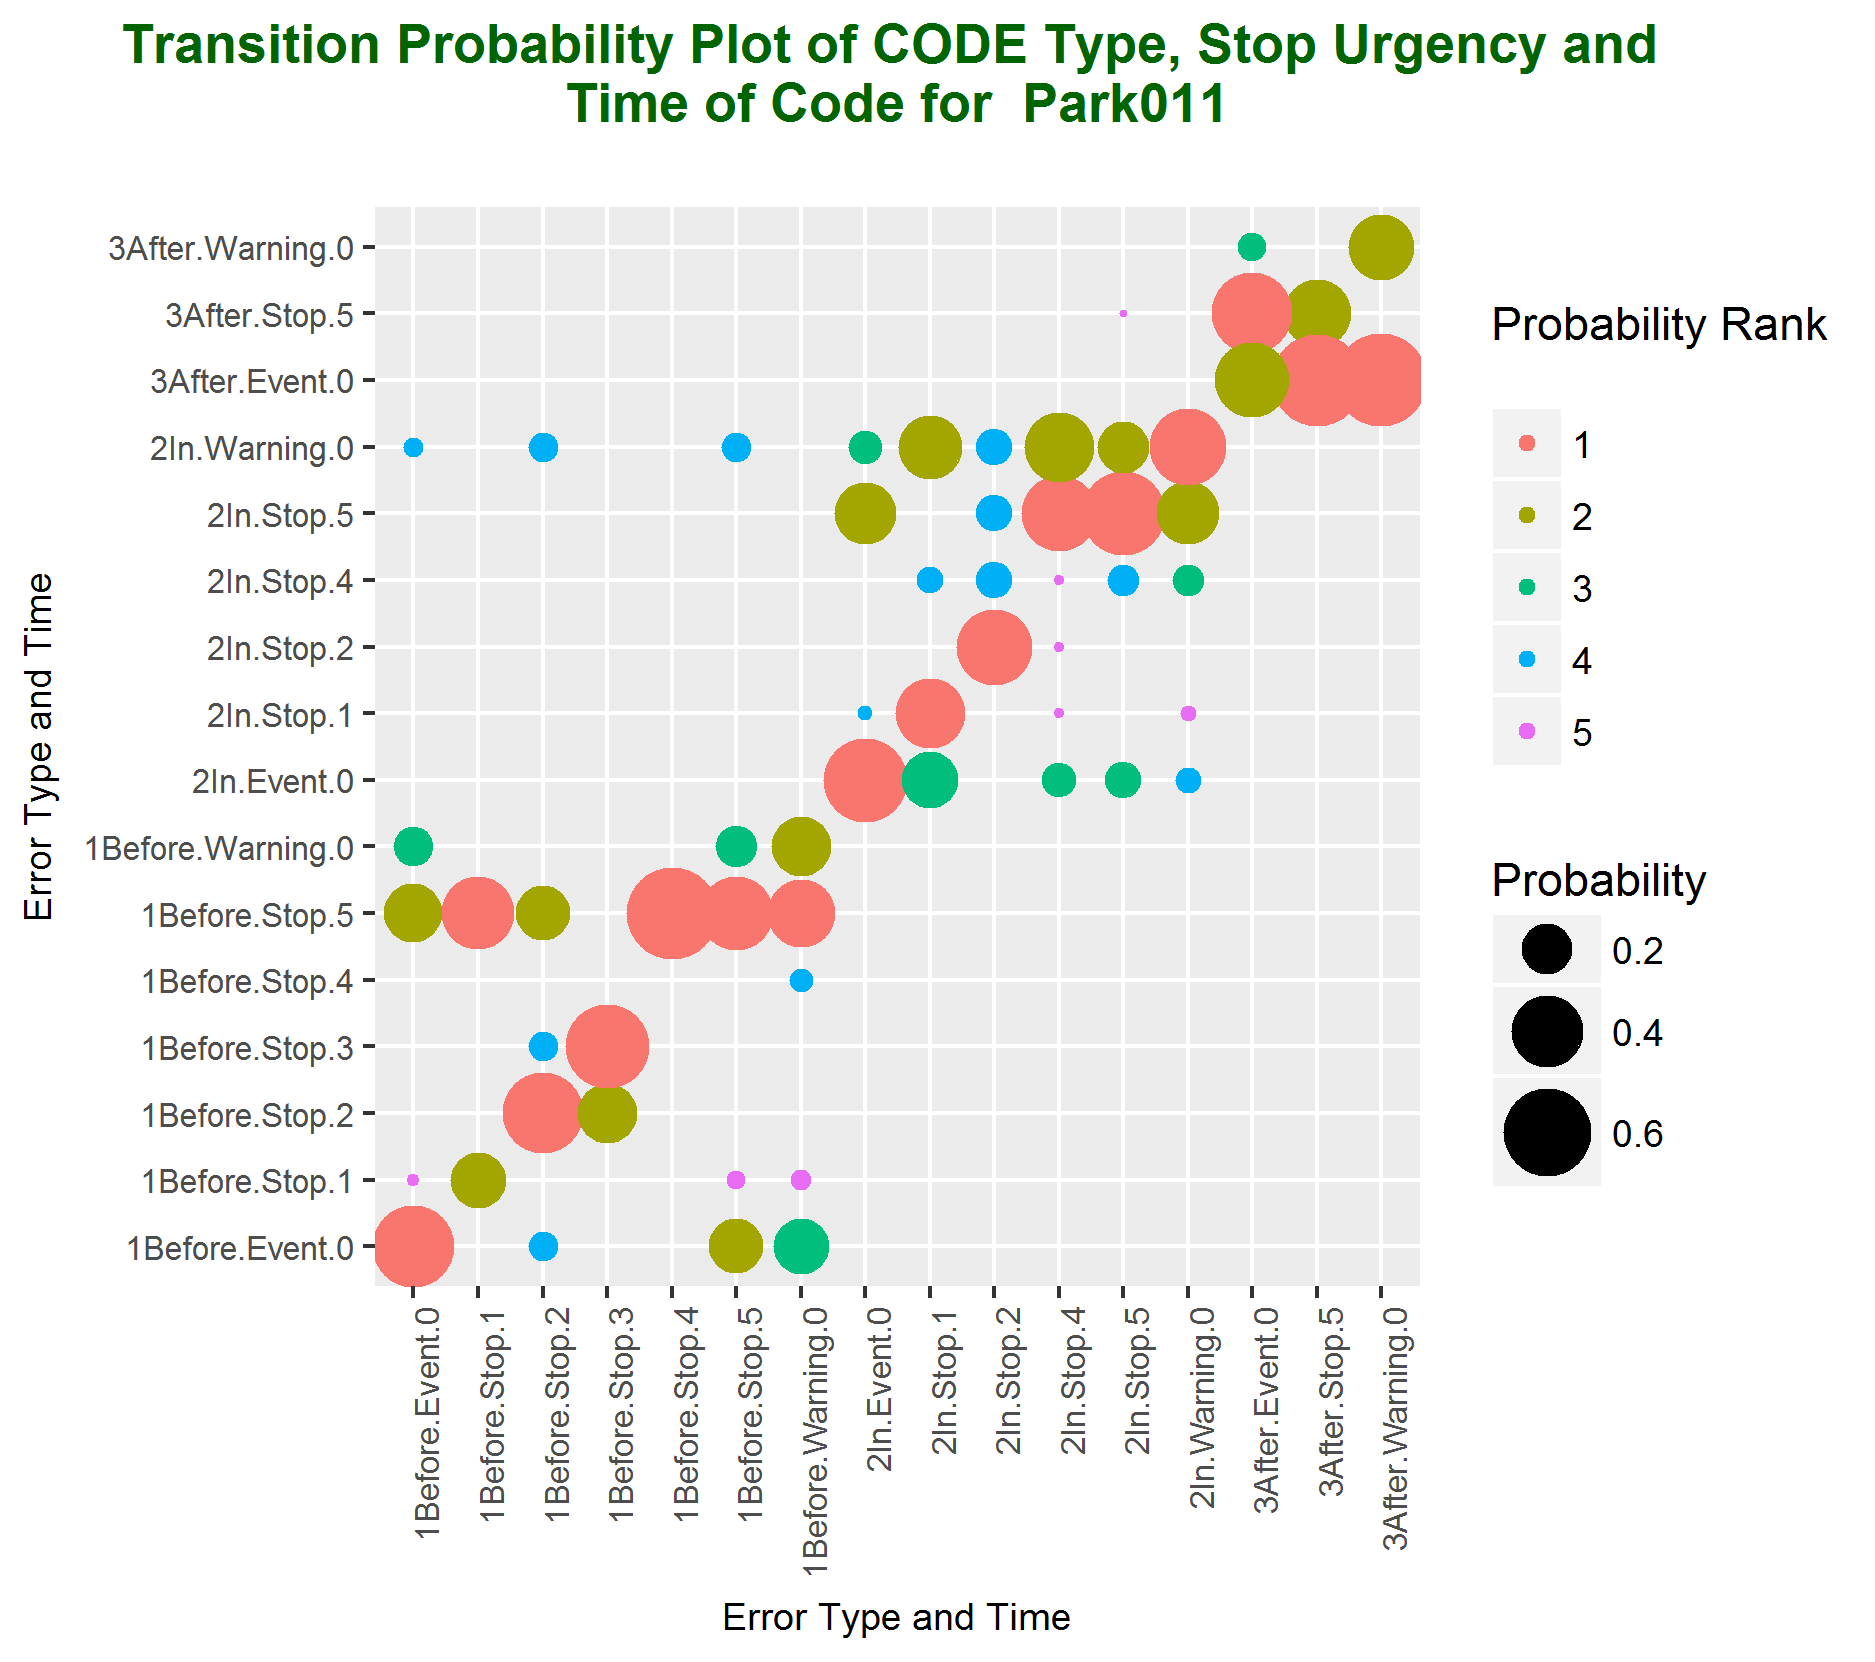 Transition Probability Plot of CODE Type, Stop Urgency and
Time of Code for  Park011
3After.Warning.0
3After.Stop.5
3After.Event.0
2In.Warning.0
2In.Stop.5
2In.Stop.4
2In.Stop.2
2In.Stop.1
2In.Event.0
1Before.Warning.0
1Before.Stop.5
1Before.Stop.4
1Before.Stop.3
1Before.Stop.2
1Before.Stop.1
1Before.Event.0
Error Type and Time
1Before.Event.0
1Before.Stop.1
1Before.Stop.2
1Before.Stop.3
1Before.Stop.4
1Before.Stop.5
1Before.Warning.0
2In.Event.0
2In.Stop.1
2In.Stop.2
2In.Stop.4
2In.Stop.5
2In.Warning.0
3After.Event.0
3After.Stop.5
3After.Warning.0
Error Type and Time
Probability Rank
1
2
3
4
5
Probability
0.2
0.4
0.6